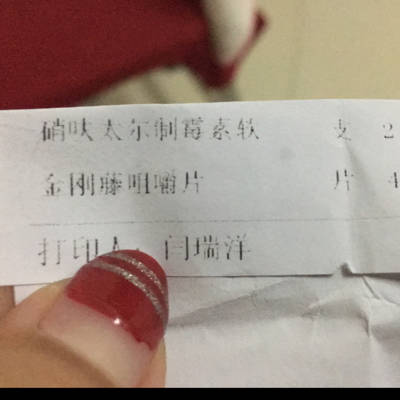 硝呋太尔制霉素软 支 2
金刚藤咀嚼片 片 4
打印人: 闫瑞洋